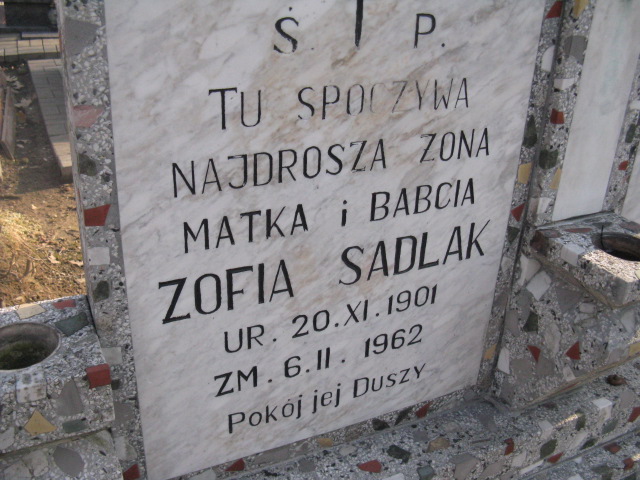 Ś. P.
TU SPOCZYWA
NAJDROSZA ŻONA
MATKA i BABCIA
ZOFIA SADLAK
UR. 20.XI.1901
ZM. 6.II.1962
Pokój jej Duszy